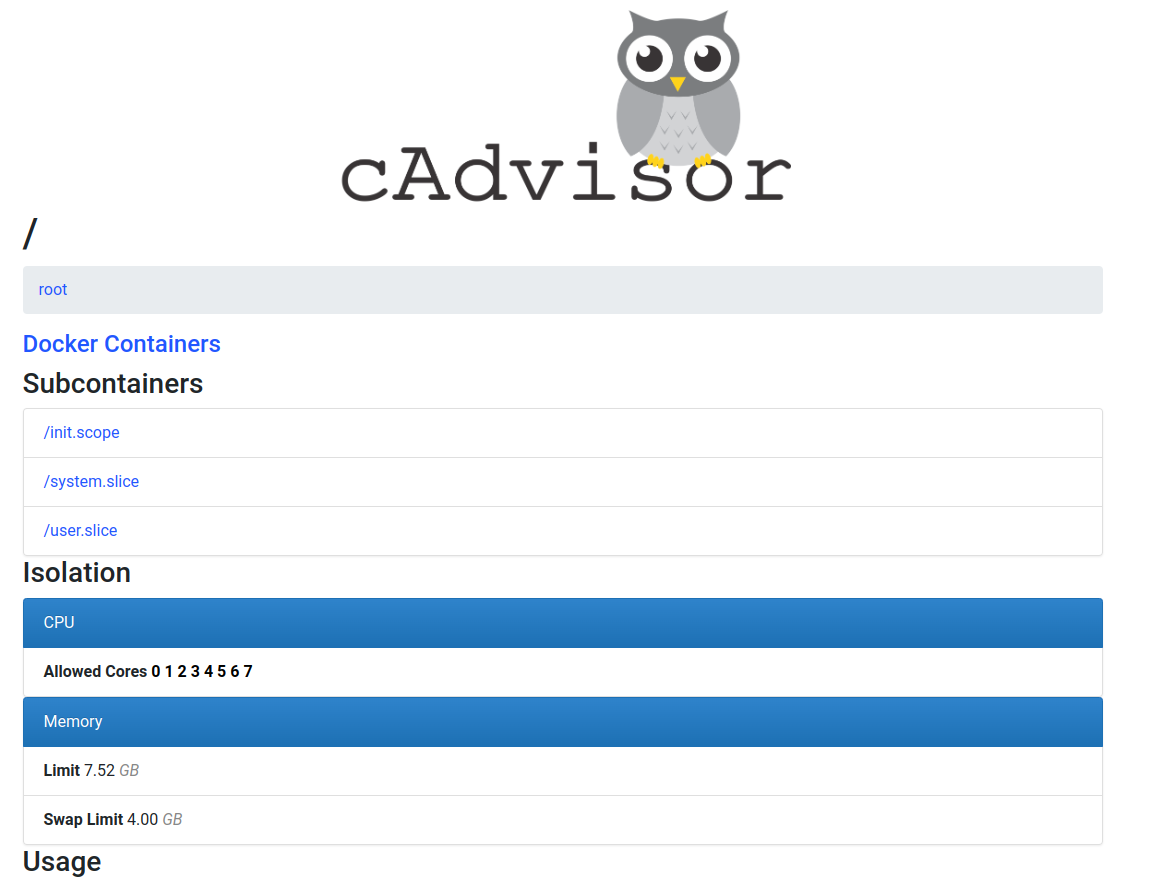 cAdvisor
/
root
Docker Containers
Subcontainers
/init.scope
/system.slice
/user.slice
Isolation
CPU
Allowed Cores 0 1 2 3 4 5 6 7
Memory
Limit 7.52 GB
Swap Limit 4.00 GB
Usage